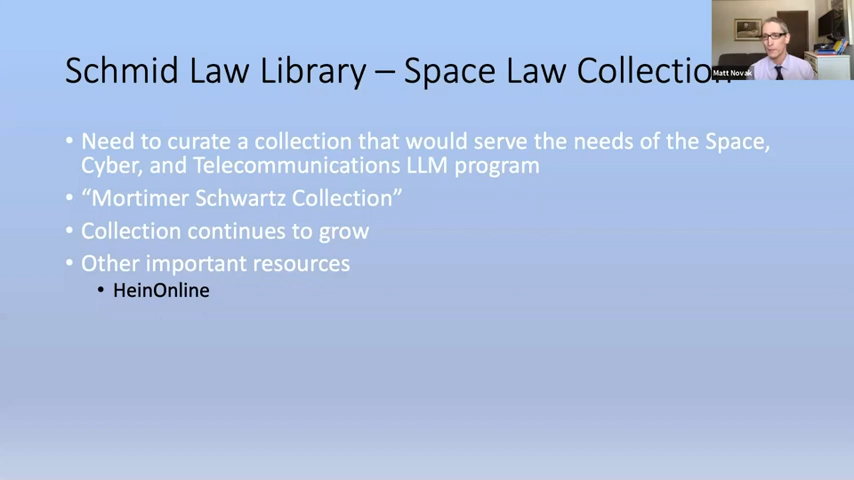 Schmid Law Library – Space Law Collection
Matt Novak
• Need to curate a collection that would serve the needs of the Space,
Cyber, and Telecommunications LLM program
• “Mortimer Schwartz Collection”
• Collection continues to grow
• Other important resources
• HeinOnline